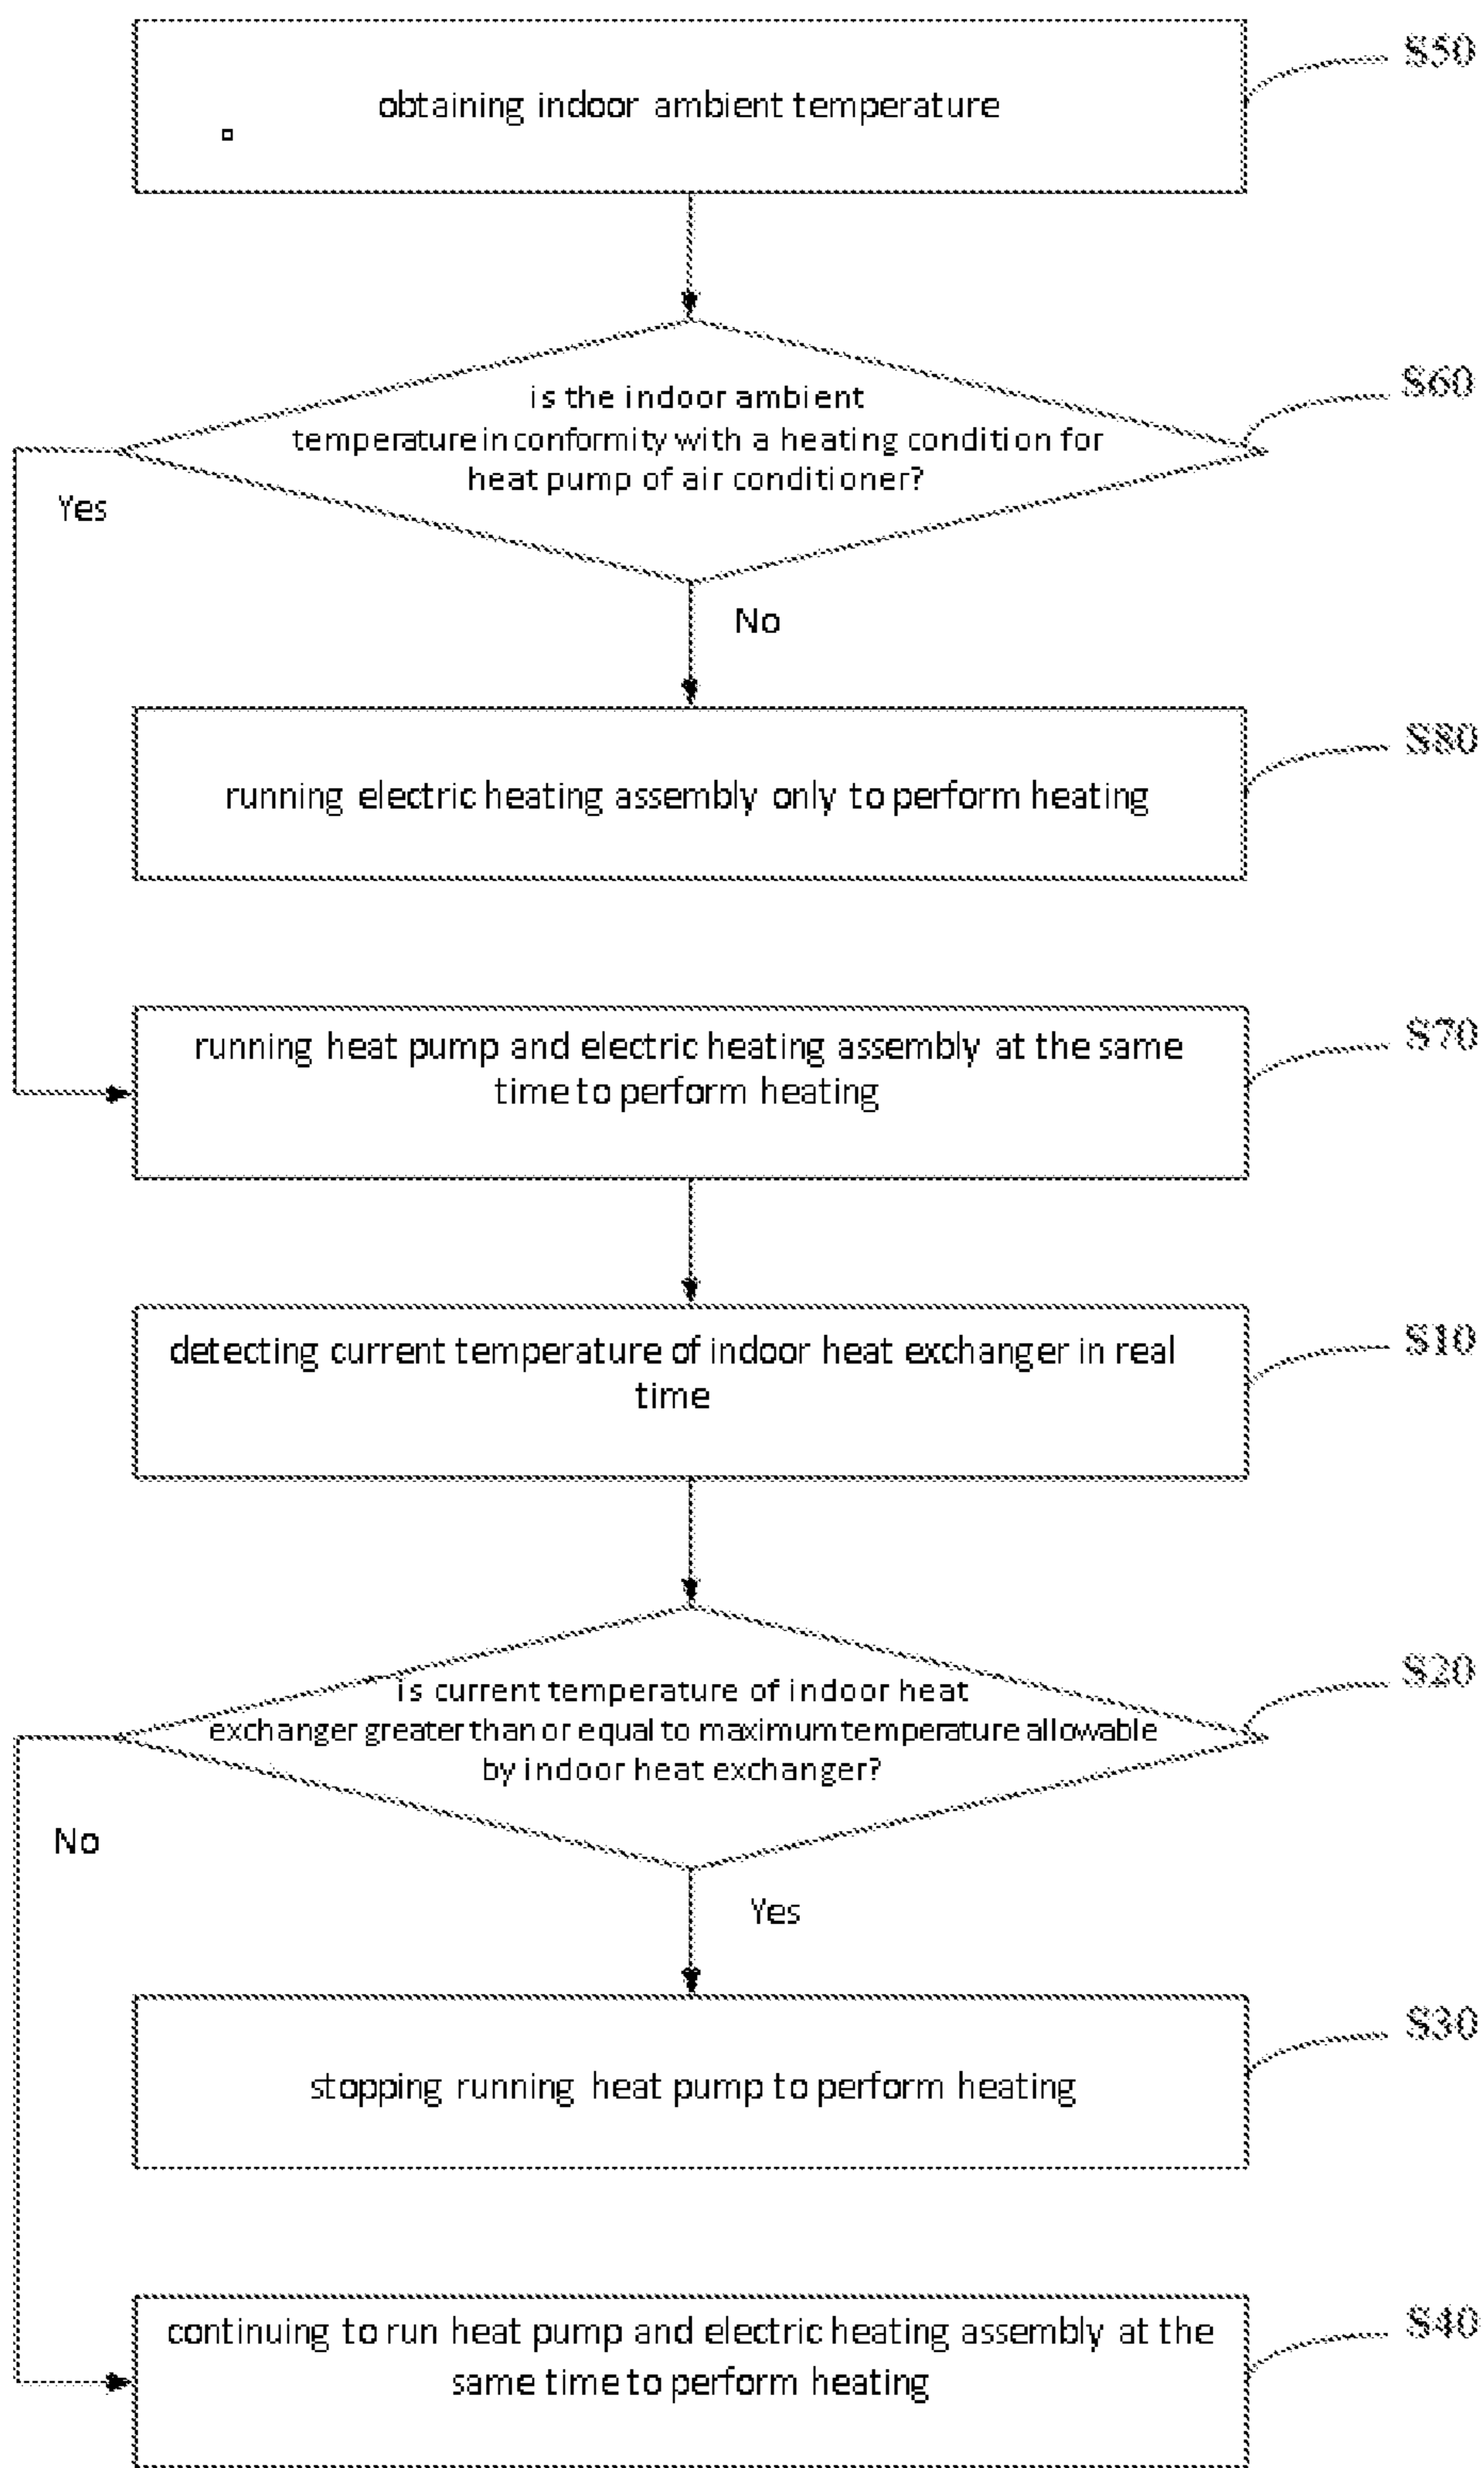 obtaining indoor ambient temperature
S50
is the indoor ambient
temperature in conformity with a heating condition for
heat pump of air conditioner?
S60
Yes
No
running electric heating assembly only to perform heating
S80
running heat pump and electric heating assembly at the same
time to perform heating
S70
detecting current temperature of indoor heat exchanger in real
time
S10
is current temperature of indoor heat
exchanger greater than or equal to maximum temperature allowable
by indoor heat exchanger?
S20
No
Yes
stopping running heat pump to perform heating
S30
continuing to run heat pump and electric heating assembly at the
same time to perform heating
S40